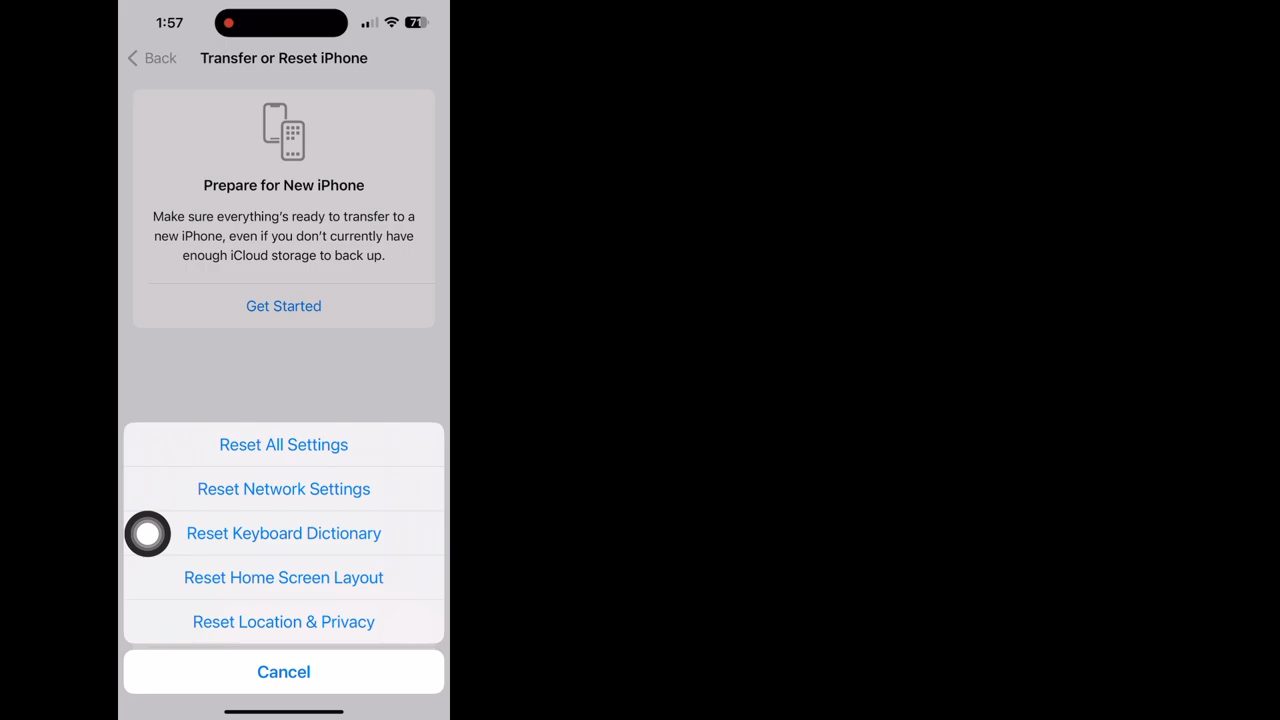 1:57
71
Back
Transfer or Reset iPhone
Prepare for New iPhone
Make sure everything's ready to transfer to a
new iPhone, even if you don't currently have
enough iCloud storage to back up.
Get Started
Reset All Settings
Reset Network Settings
Reset Keyboard Dictionary
Reset Home Screen Layout
Reset Location & Privacy
Cancel